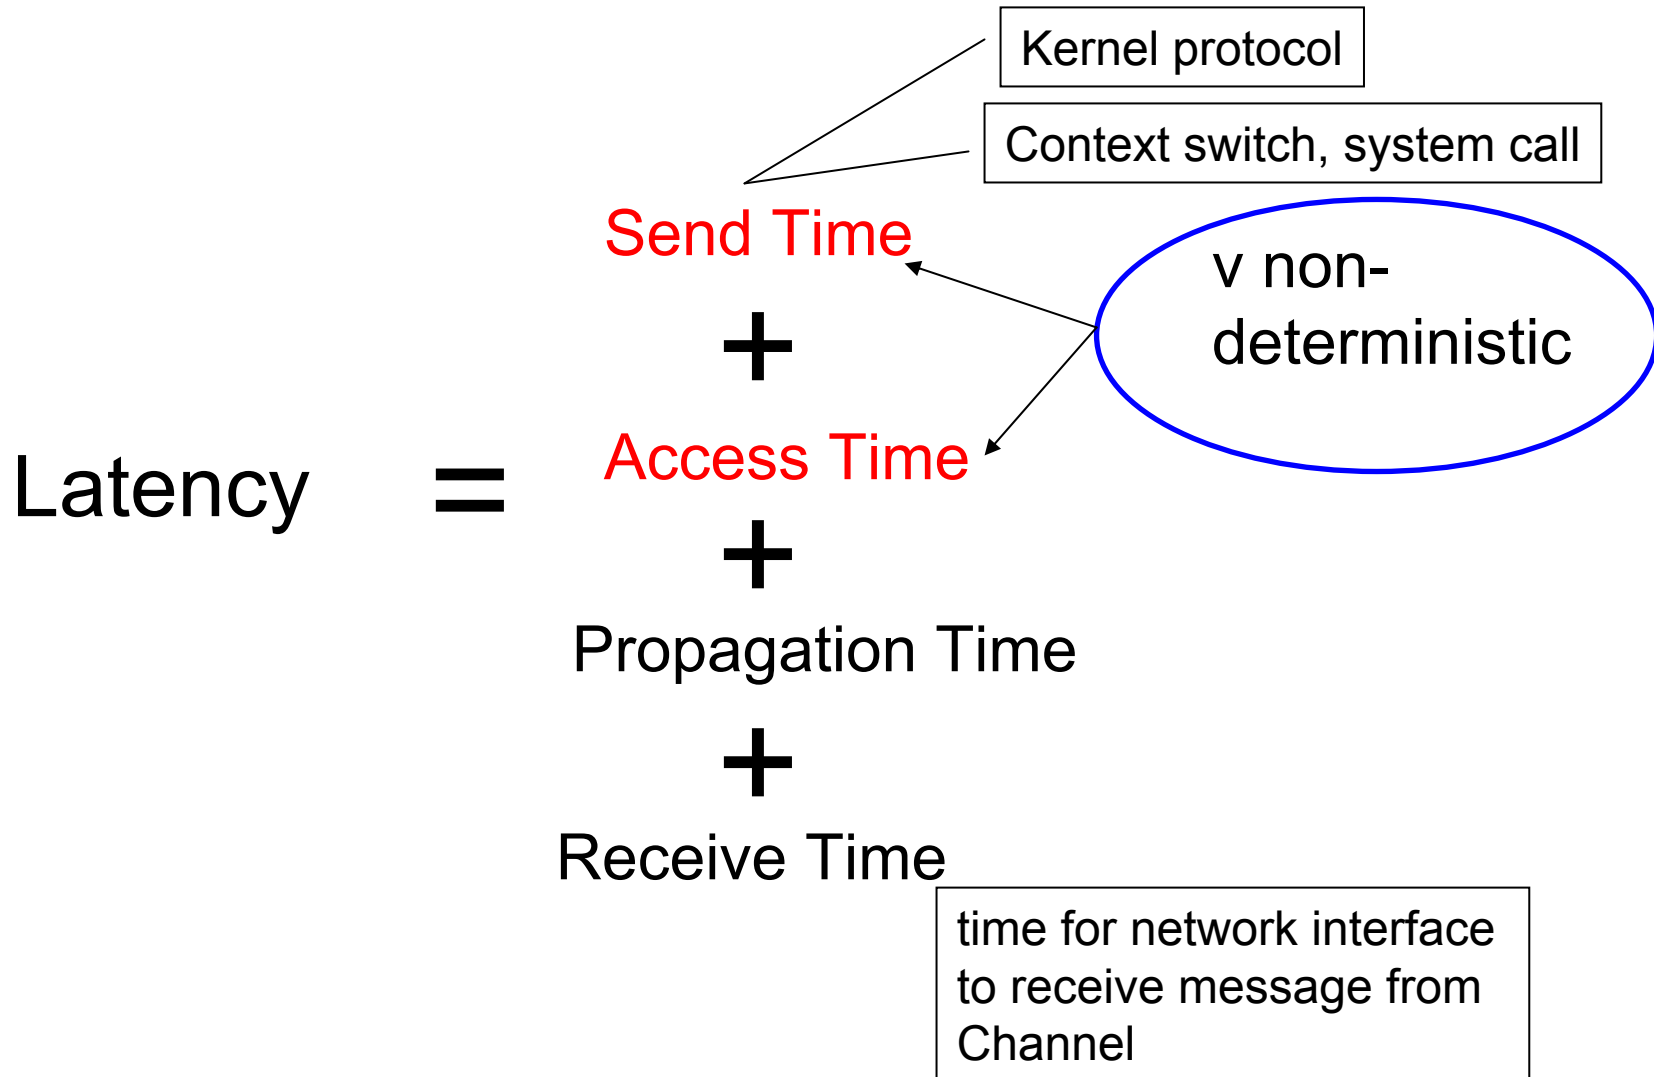 Kernel protocol
Context switch, system call
Send Time
v non-
deterministic
+
Access Time
Latency =
+
Propagation Time
+
Receive Time
time for network interface
to receive message from
Channel